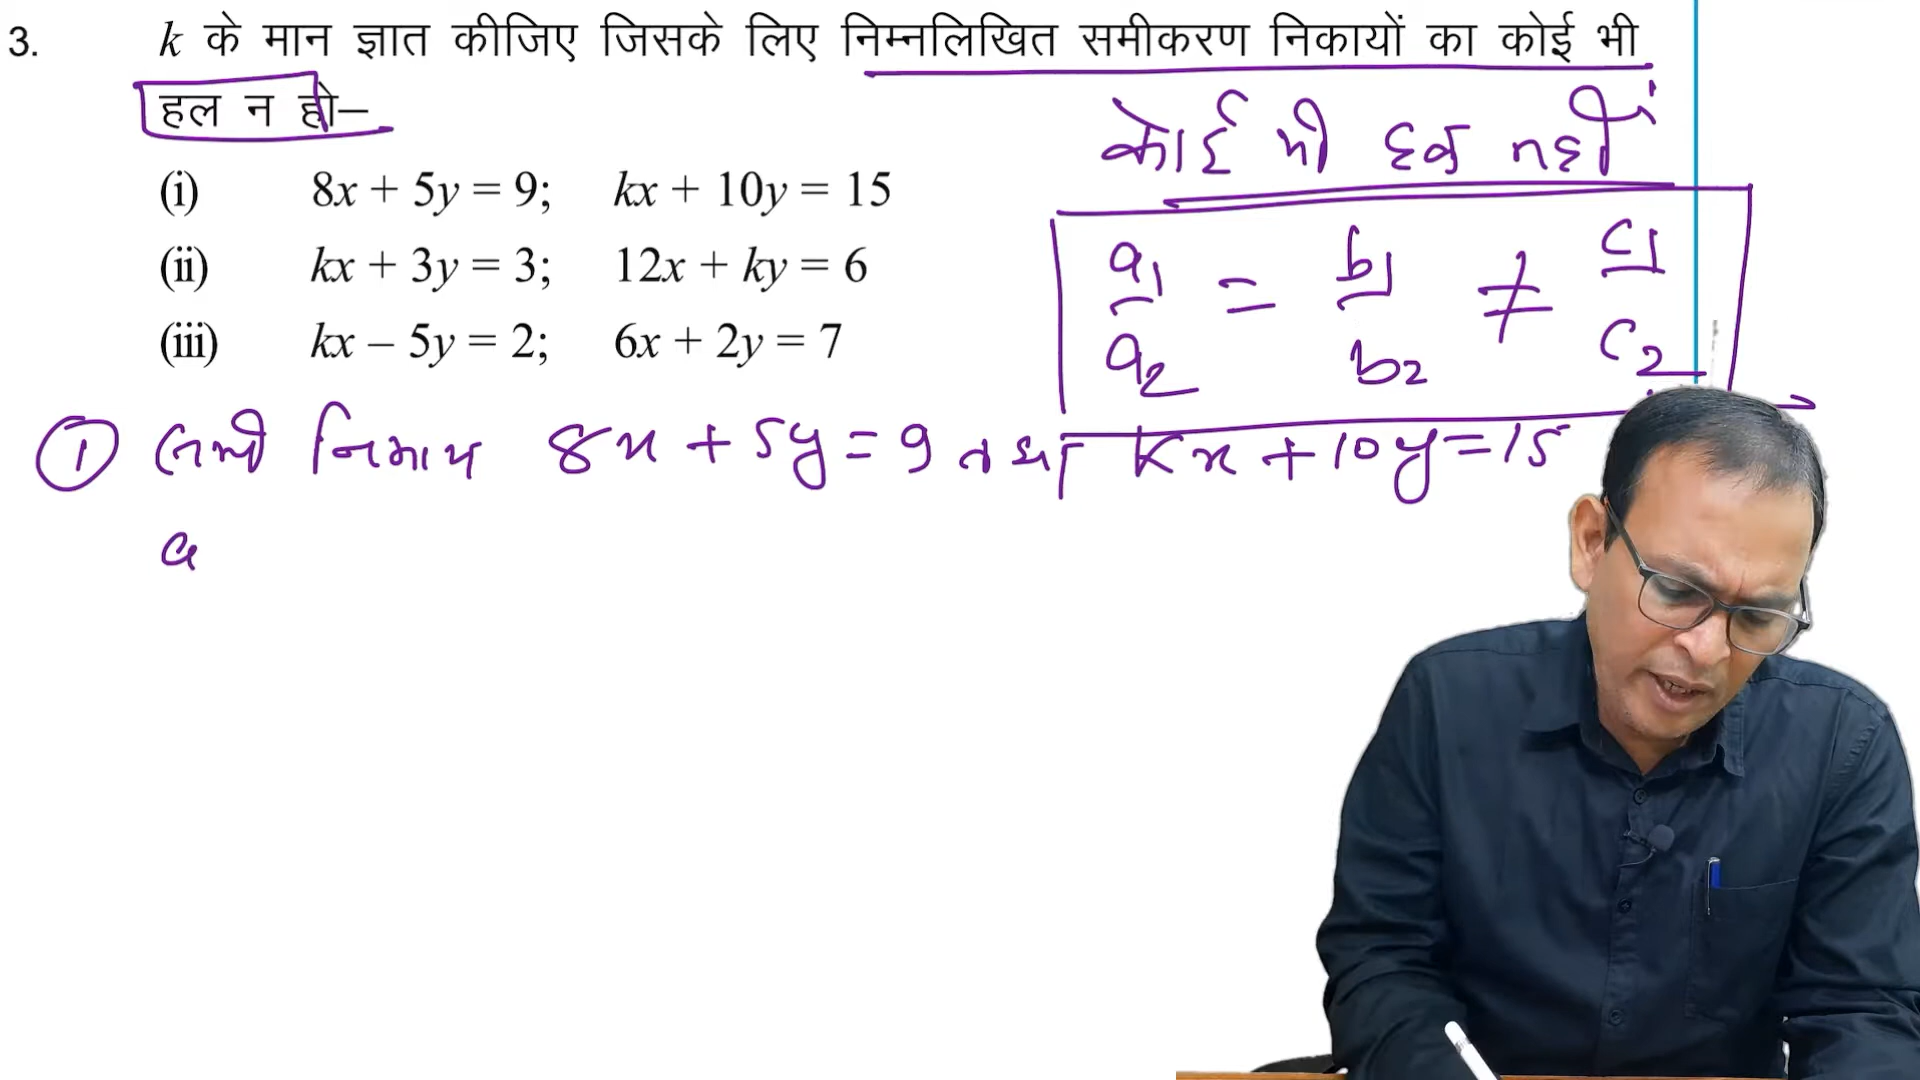 3. k के मान ज्ञात कीजिए जिसके लिए निम्नलिखित समीकरण निकायों का कोई भी
हल न हो–
(i) 8x + 5y = 9; kx + 10y = 15
(ii) kx + 3y = 3; 12x + ky = 6
(iii) kx – 5y = 2; 6x + 2y = 7
कोई भी हल नहीं
a1/a2 = b1/b2 ≠ c1/c2
① 8x + 5y = 9 तथा Kx + 10y = 15
a